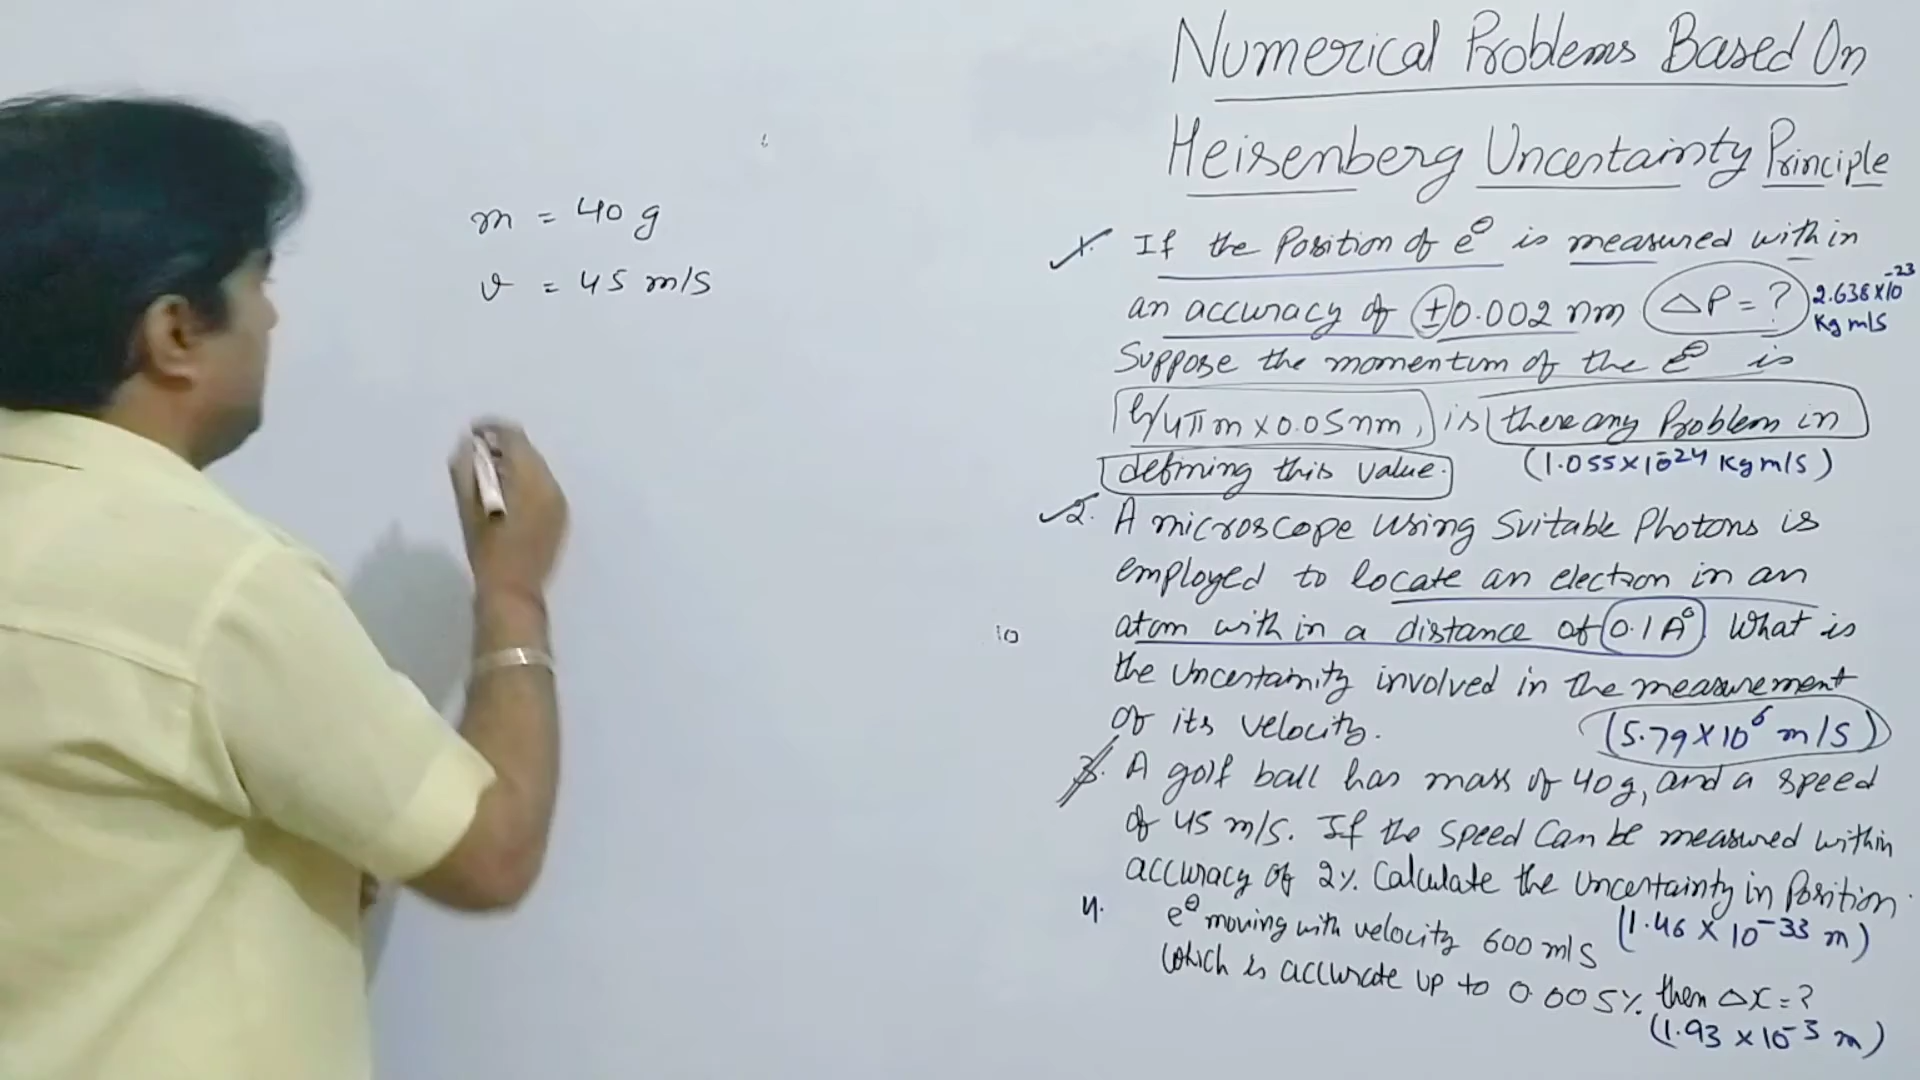 m = 40 g
v = 45 m/s
10
Numerical Problems Based On
Heisenberg Uncertainty Principle
1. If the Position of e⊖ is measured within
an accuracy of ±0.002 nm ΔP = ? 2.638×10⁻²³
Kg m/s
Suppose the momentum of the e⊖ is
h/4πm × 0.05nm, is there any Problem in
defining this value. (1.055×10⁻²⁴ Kg m/s)
2. A microscope using Suitable Photons is
employed to locate an electron in an
atom within a distance of 0.1 A°. What is
the uncertainity involved in the measurement
of its velocity. (5.79×10⁶ m/s)
3. A golf ball has mass of 40g, and a speed
of 45 m/s. If the speed Can be measured within
accuracy of 2%. Calculate the uncertainty in Position.
4. e⊖ moving with velocity 600 m/s (1.46 × 10⁻³³ m)
Which is accurate up to 0.005%. then Δx = ?
(1.93 × 10⁻³ m)